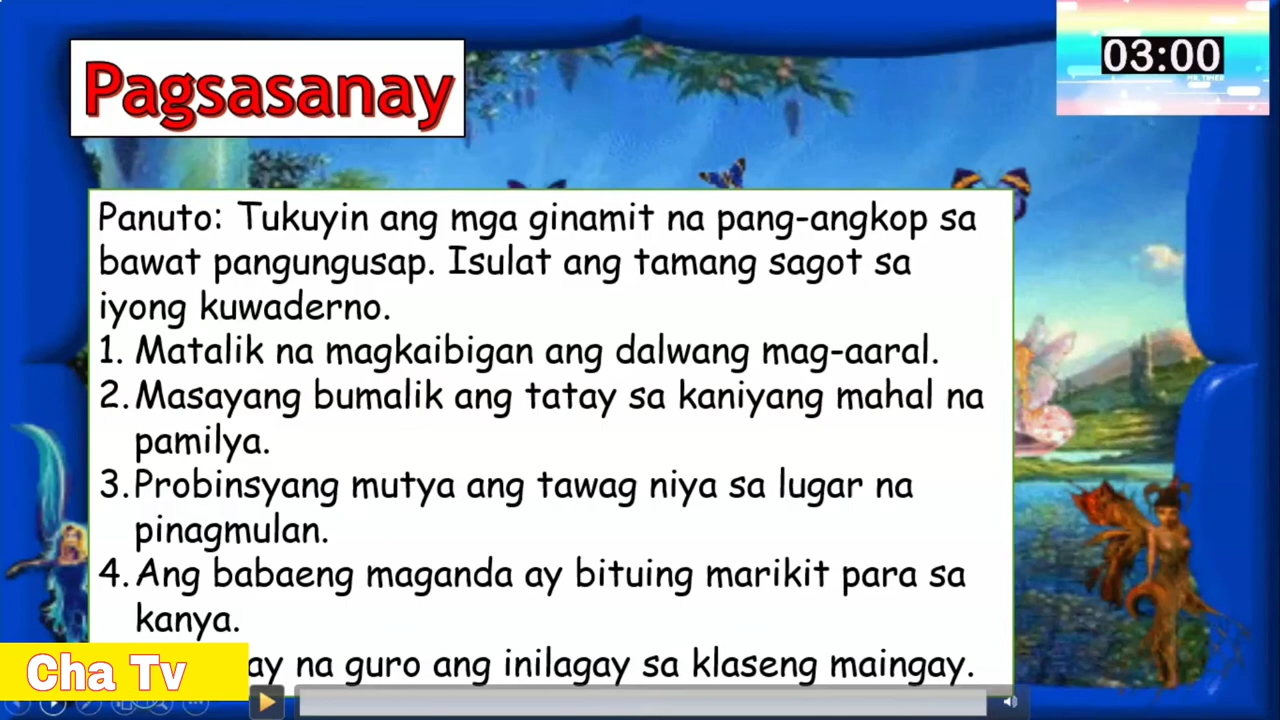 Pagsasanay
03:00
Panuto: Tukuyin ang mga ginamit na pang-angkop sa
bawat pangungusap. Isulat ang tamang sagot sa
iyong kuwaderno.
1. Matalik na magkaibigan ang dalwang mag-aaral.
2. Masayang bumalik ang tatay sa kaniyang mahal na
pamilya.
3. Probinsyang mutya ang tawag niya sa lugar na
pinagmulan.
4. Ang babaeng maganda ay bituing marikit para sa
kanya.
na guro ang inilagay sa klaseng maingay.
Cha Tv